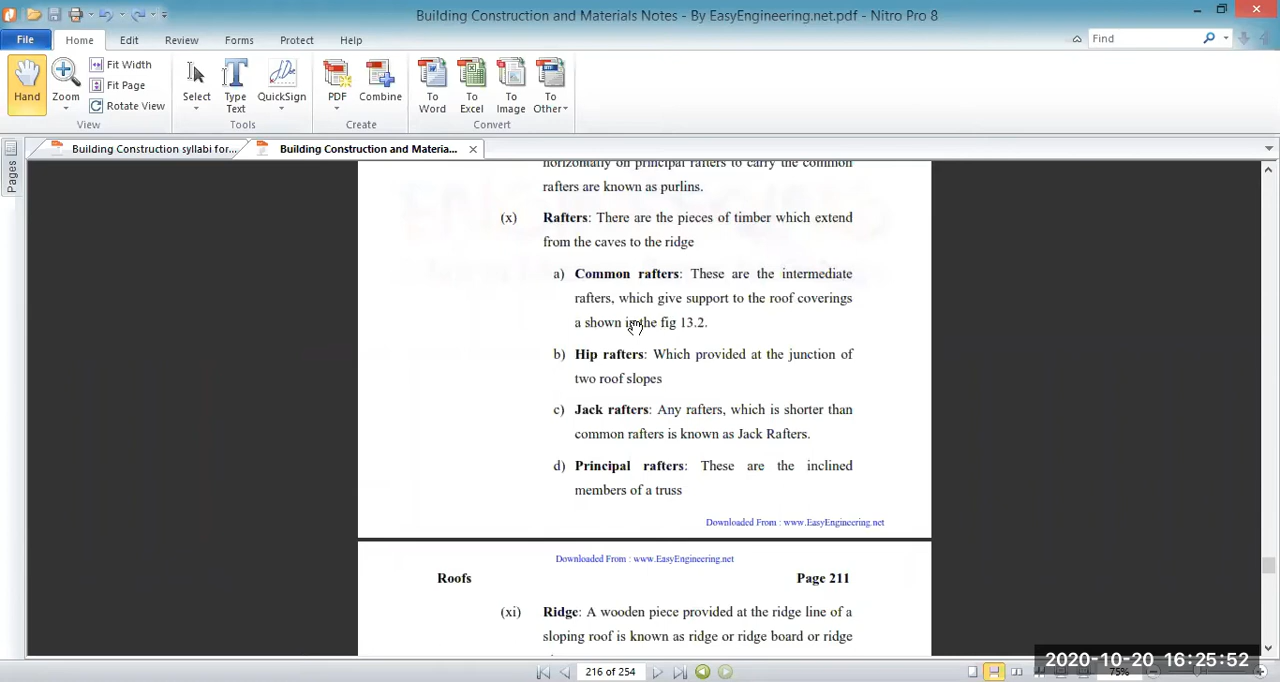 Building Construction and Materials Notes - By EasyEngineering.net.pdf - Nitro Pro 8
File Home Edit Review Forms Protect Help
Find
Hand
Zoom
Fit Width
Fit Page
Rotate View
Select
Type Text
QuickSign
PDF
Combine
To Word
To Excel
To Image
To Other
View Tools Create Convert
Building Construction syllabi for...
Building Construction and Materia...
Pages
horizontally on principal rafters to carry the common
rafters are known as purlins.
(x) Rafters: There are the pieces of timber which extend
from the caves to the ridge
a) Common rafters: These are the intermediate
rafters, which give support to the roof coverings
a shown in the fig 13.2.
b) Hip rafters: Which provided at the junction of
two roof slopes
c) Jack rafters: Any rafters, which is shorter than
common rafters is known as Jack Rafters.
d) Principal rafters: These are the inclined
members of a truss
Downloaded From : www.EasyEngineering.net
Downloaded From : www.EasyEngineering.net
Roofs Page 211
(xi) Ridge: A wooden piece provided at the ridge line of a
sloping roof is known as ridge or ridge board or ridge
2020-10-20 16:25:52
216 of 254
75%